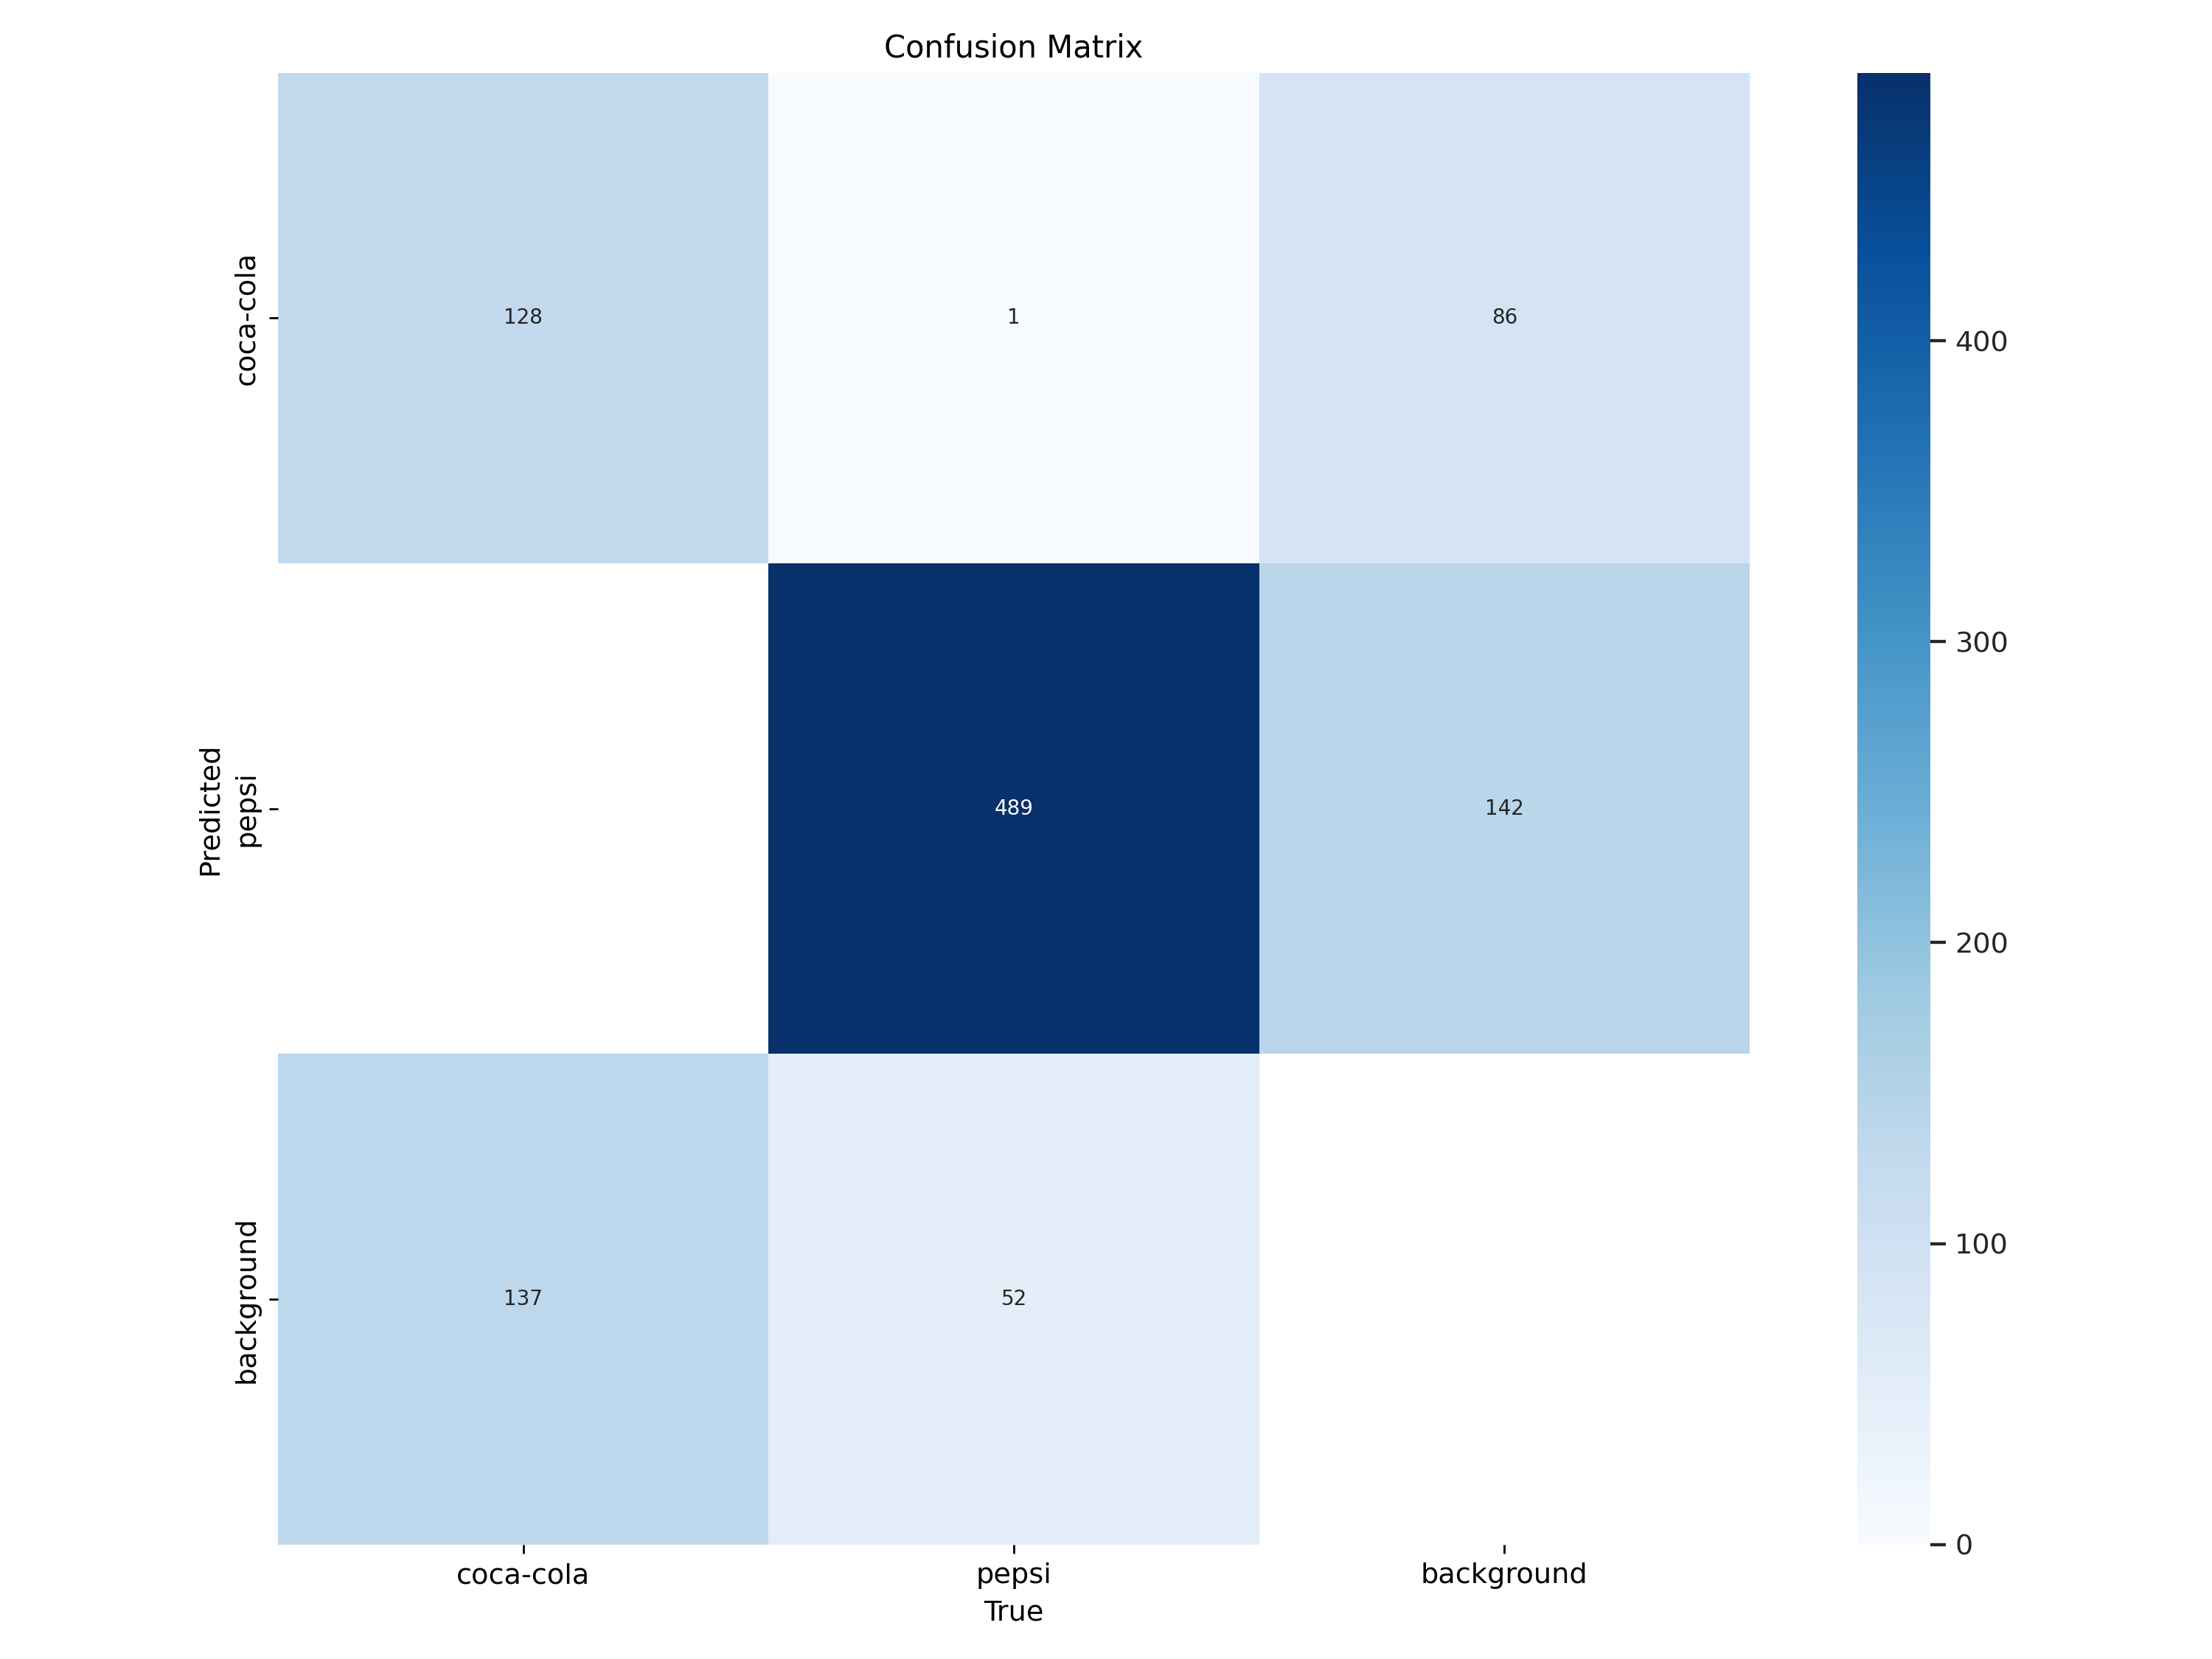 Confusion Matrix
coca-cola
128
1
86
400
300
Predicted
pepsi
489
142
200
100
background
137
52
0
coca-cola
pepsi
background
True